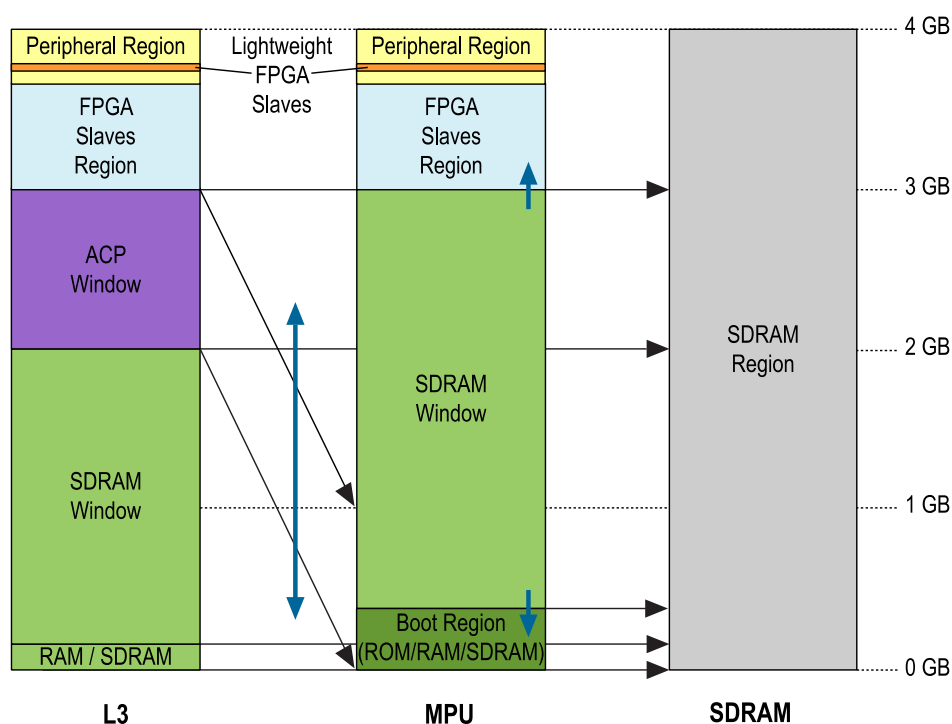 Peripheral Region
Lightweight
FPGA
Slaves
Peripheral Region
4 GB
FPGA
Slaves
Region
FPGA
Slaves
Region
3 GB
ACP
Window
SDRAM
Window
SDRAM
Region
2 GB
SDRAM
Window
1 GB
Boot Region
(ROM/RAM/SDRAM)
RAM / SDRAM
0 GB
L3
MPU
SDRAM